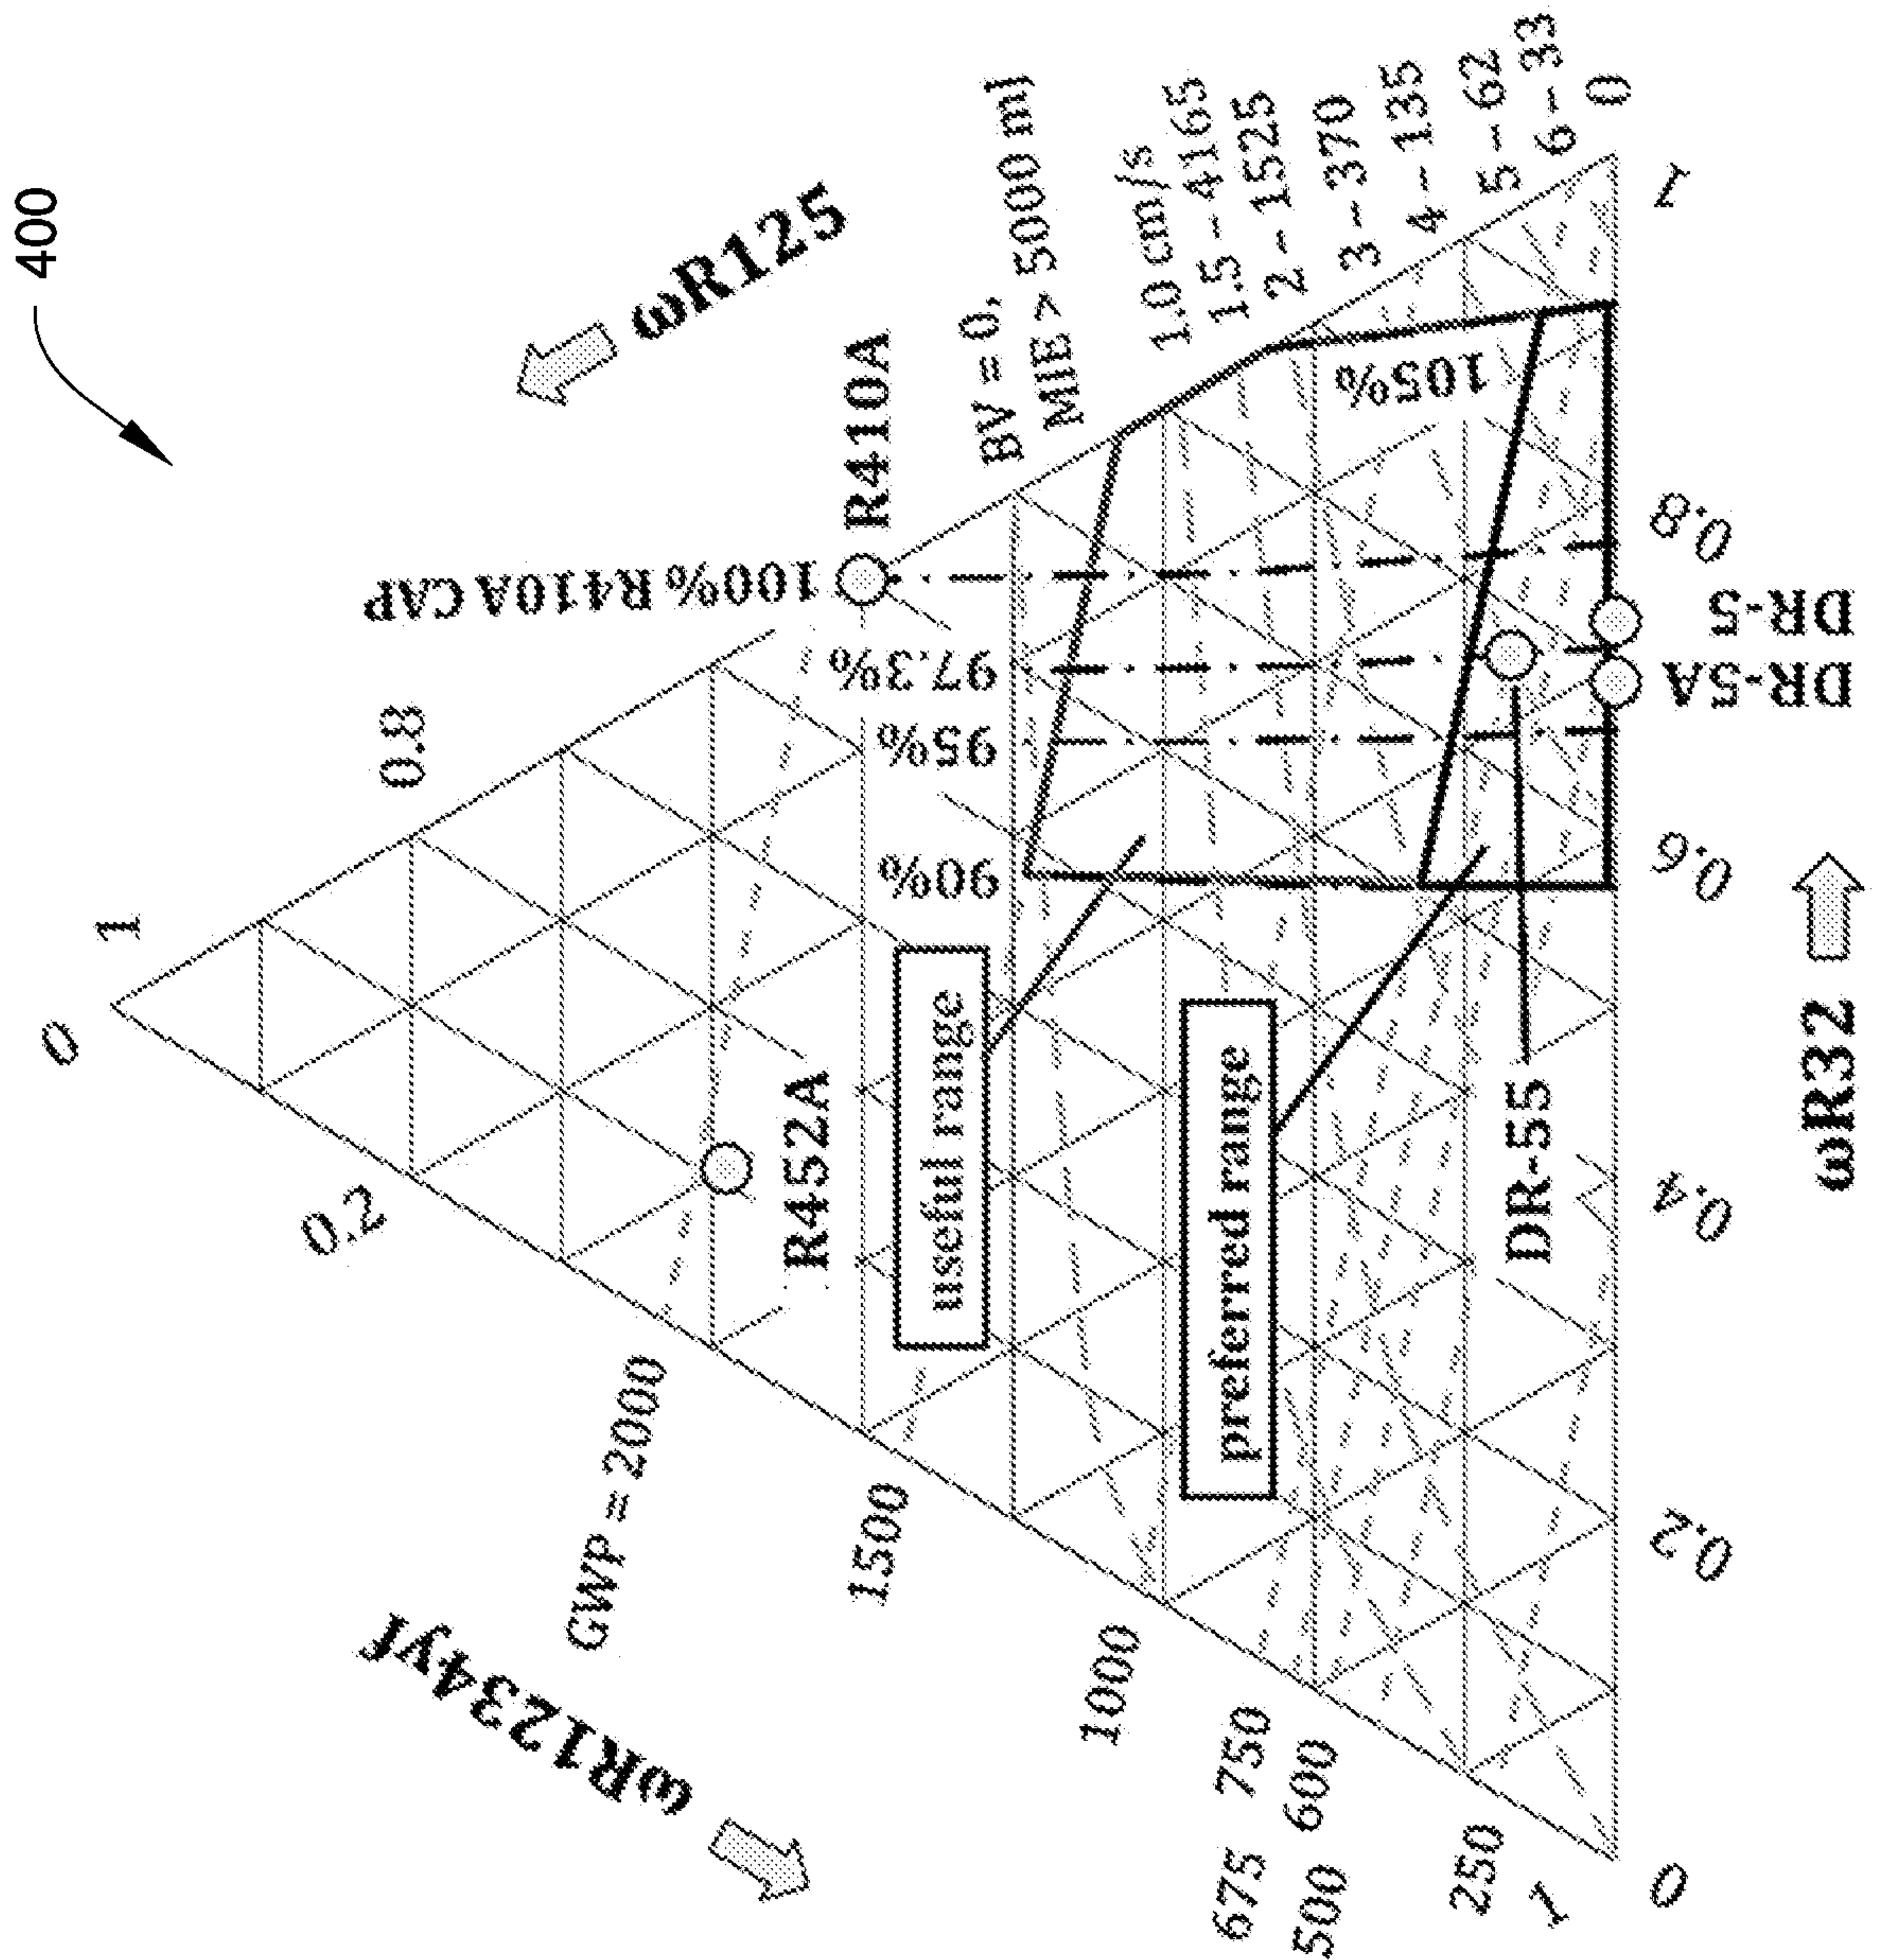 400
ωR125
1
0
0.8
0.2
100% R410A CAP
R410A
97.3%
95%
90%
BV = 0,
MIE > 5000 mJ
1.0 cm/s
1.5 – 4165
2 – 1525
3 – 370
4 – 135
5 – 62
6 – 33
0
105%
R452A
useful range
preferred range
DR-55
GWP = 2000
ωR1234yf
1500
1000
675 750
500 600
250
1
0
0.2
0.4
0.6
0.8
1
DR-5A
DR-5
ωR32